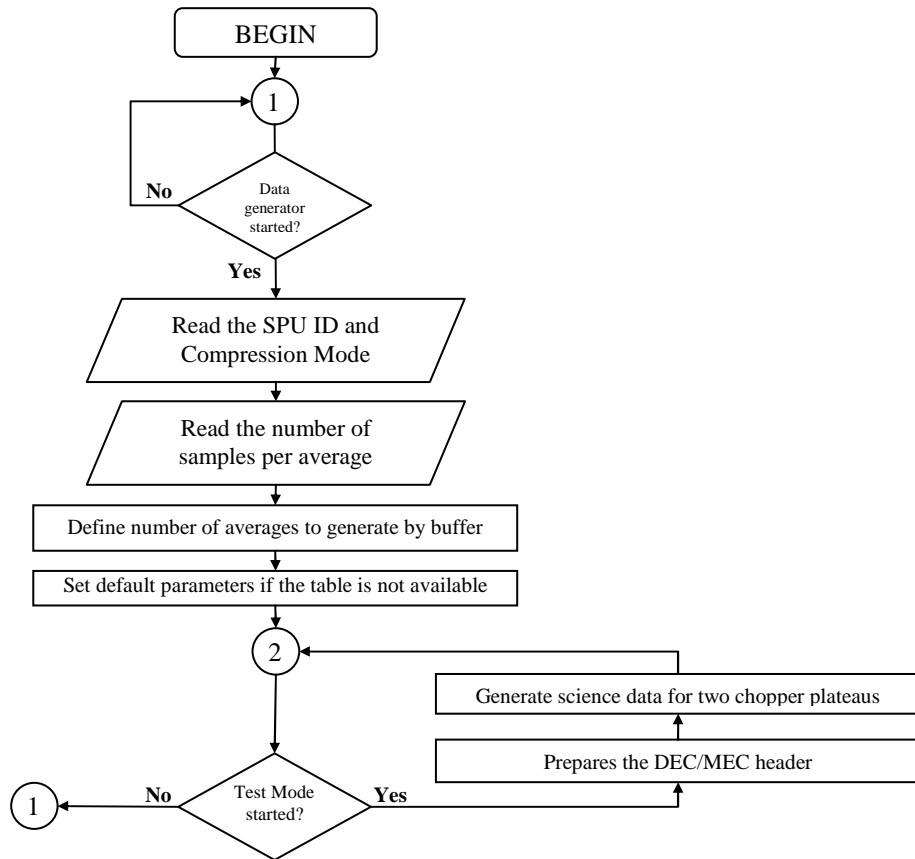 BEGIN
1
No
Data
generator
started?
Yes
Read the SPU ID and
Compression Mode
Read the number of
samples per average
Define number of averages to generate by buffer
Set default parameters if the table is not available
2
Generate science data for two chopper plateaus
Prepares the DEC/MEC header
1
No
Test Mode
started?
Yes